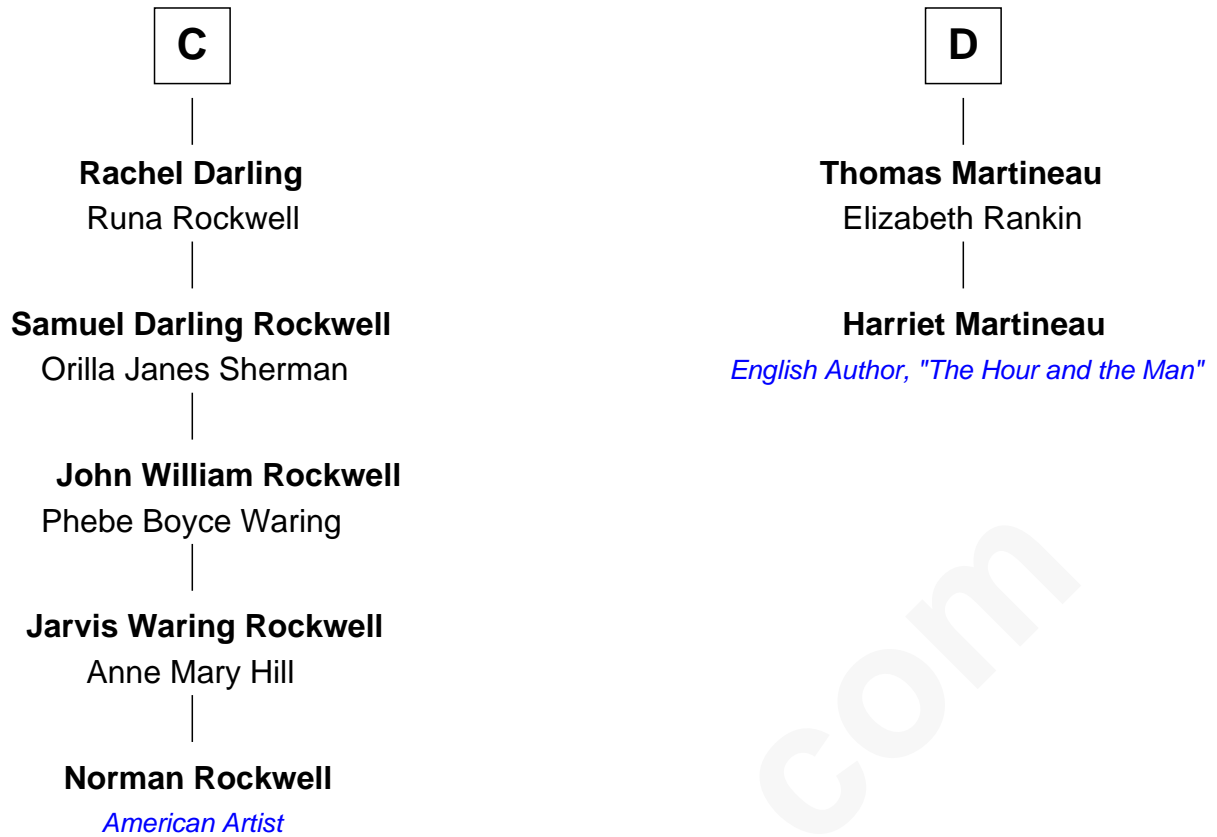 C
Rachel Darling
Runa Rockwell
Samuel Darling Rockwell
Orilla Janes Sherman
John William Rockwell
Phebe Boyce Waring
Jarvis Waring Rockwell
Anne Mary Hill
Norman Rockwell
American Artist
D
Thomas Martineau
Elizabeth Rankin
Harriet Martineau
English Author, "The Hour and the Man"
com